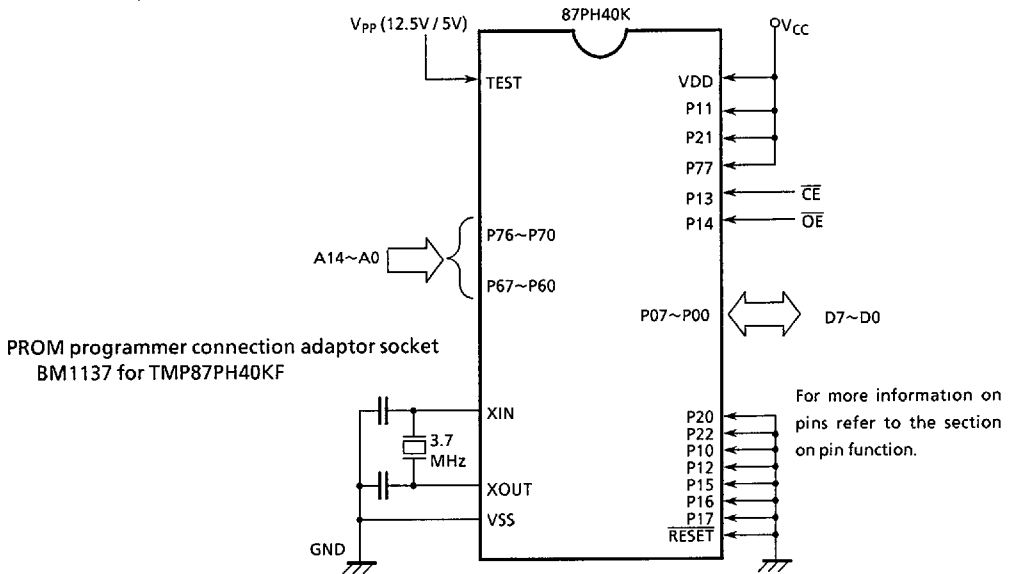 87PH40K
VPP (12.5V / 5V)
VCC
TEST
VDD
P11
P21
P77
P13
CE
P14
OE
P76~P70
A14~A0
P67~P60
P07~P00
D7~D0
PROM programmer connection adaptor socket
BM1137 for TMP87PH40KF
For more information on
pins refer to the section
on pin function.
XIN
3.7
MHz
XOUT
VSS
GND
P20
P22
P10
P12
P15
P16
P17
RESET